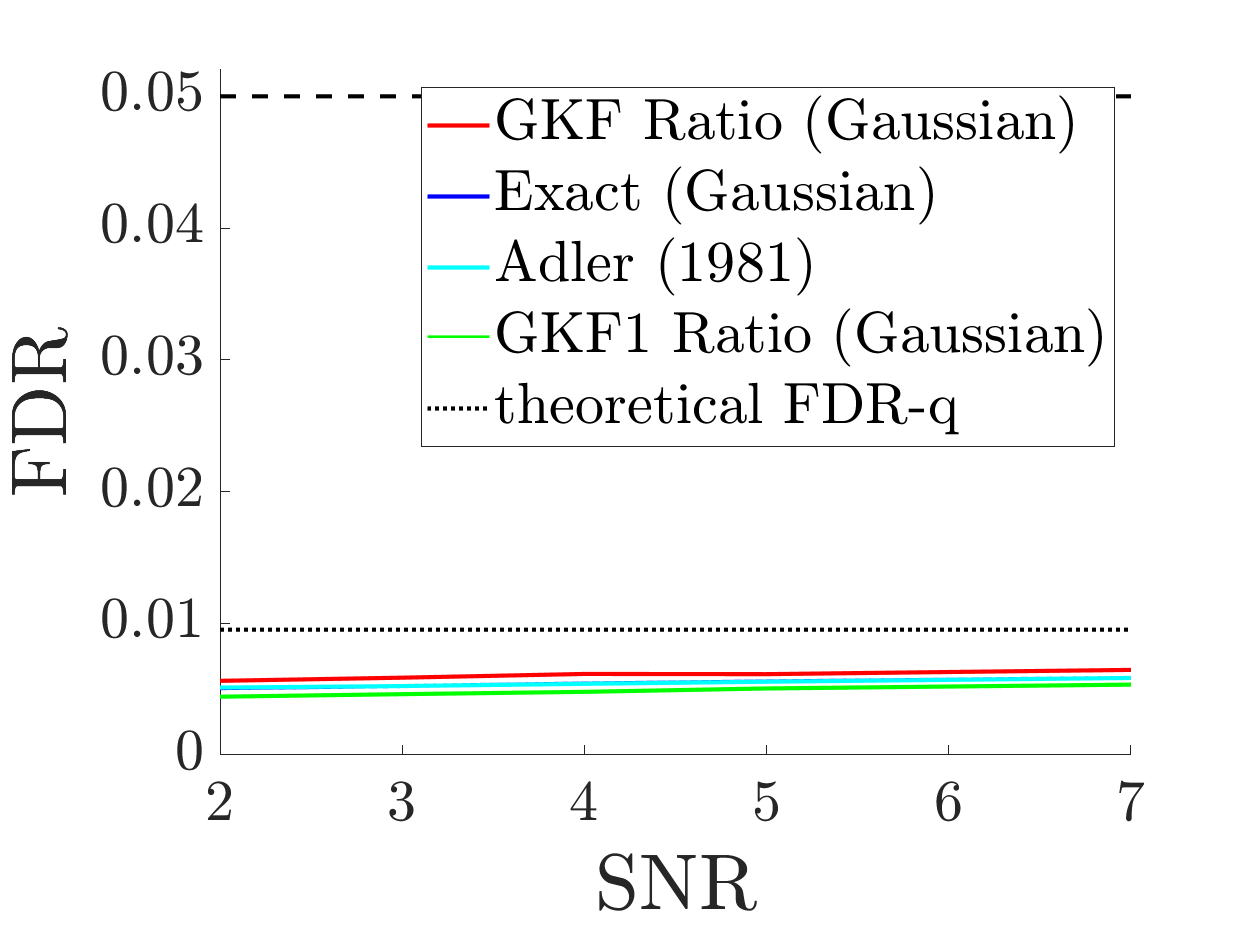 0.05
0.04
0.03
0.02
0.01
0
FDR
GKF Ratio (Gaussian)
Exact (Gaussian)
Adler (1981)
GKF1 Ratio (Gaussian)
theoretical FDR-q
2 3 4 5 6 7
SNR